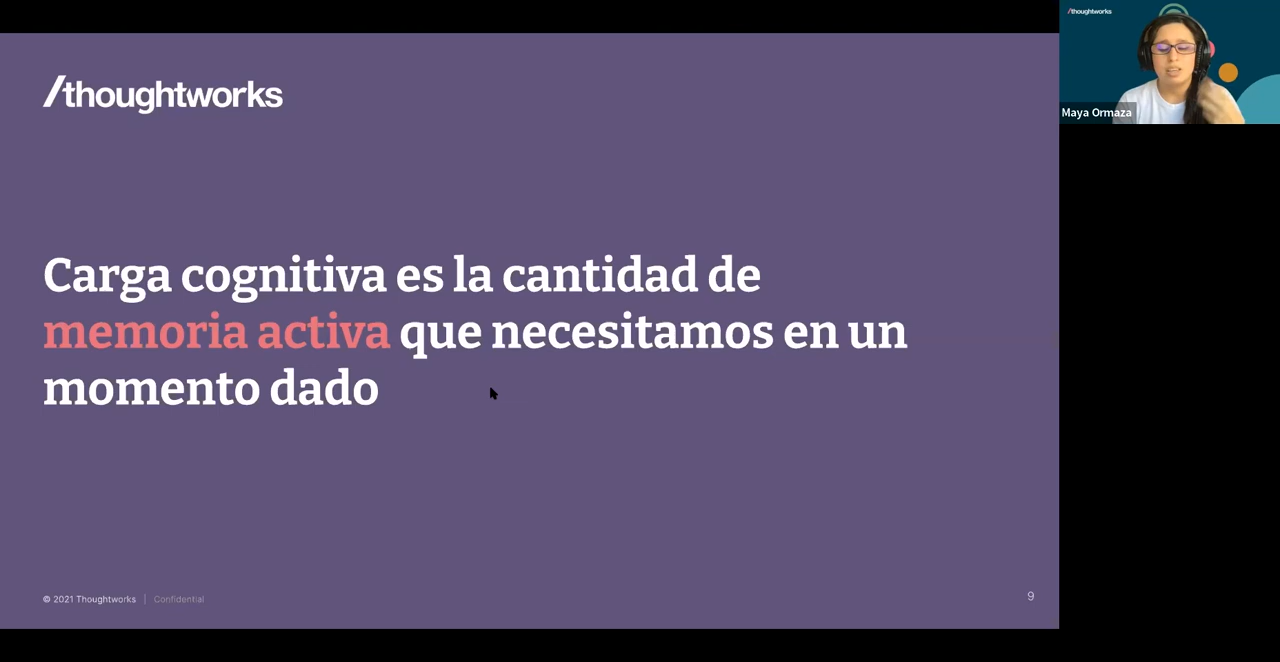 /thoughtworks
Carga cognitiva es la cantidad de
memoria activa que necesitamos en un
momento dado
© 2021 Thoughtworks | Confidential
9
/thoughtworks
Maya Ormaza